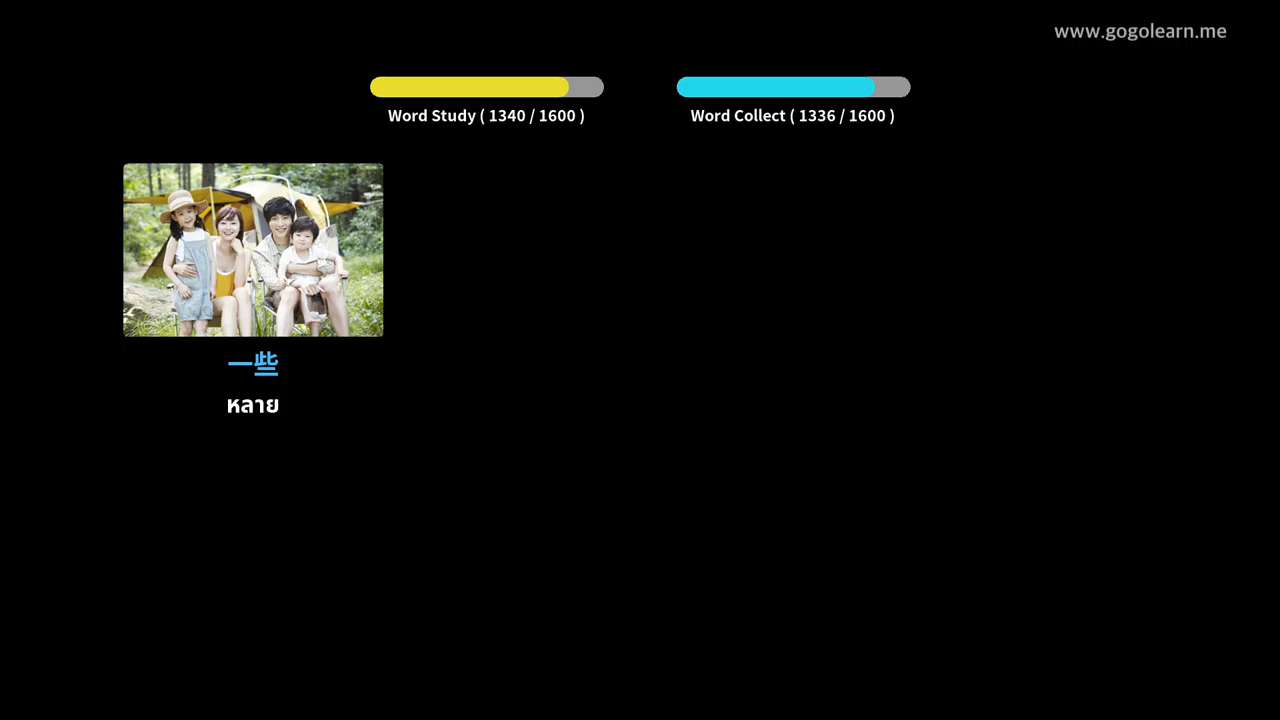 www.gogolearn.me
Word Study ( 1340 / 1600 )
Word Collect ( 1336 / 1600 )
一些
หลาย